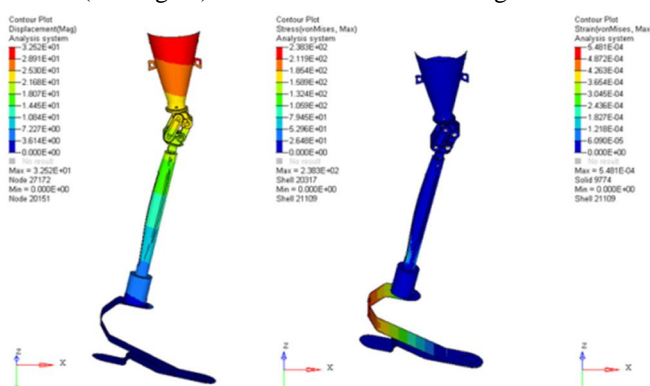 Contour Plot
Displacement(Mag)
Analysis system
3.252E+01
2.891E+01
2.530E+01
2.168E+01
1.807E+01
1.445E+01
1.084E+01
7.227E+00
3.614E+00
0.000E+00
No result
Max = 3.252E+01
Node 27172
Min = 0.000E+00
Node 20151
Z
X
Contour Plot
Stress(vonMises, Max)
Analysis system
2.383E+02
2.119E+02
1.854E+02
1.589E+02
1.324E+02
1.059E+02
7.945E+01
5.296E+01
2.648E+01
0.000E+00
No result
Max = 2.383E+02
Shell 20317
Min = 0.000E+00
Shell 21109
Z
X
Contour Plot
Strain(vonMises, Max
Analysis system
5.481E-04
4.872E-04
4.263E-04
3.654E-04
3.045E-04
2.436E-04
1.827E-04
1.218E-04
6.090E-05
0.000E+00
No result
Max = 5.481E-04
Solid 9774
Min = 0.000E+00
Shell 21109
Z
X